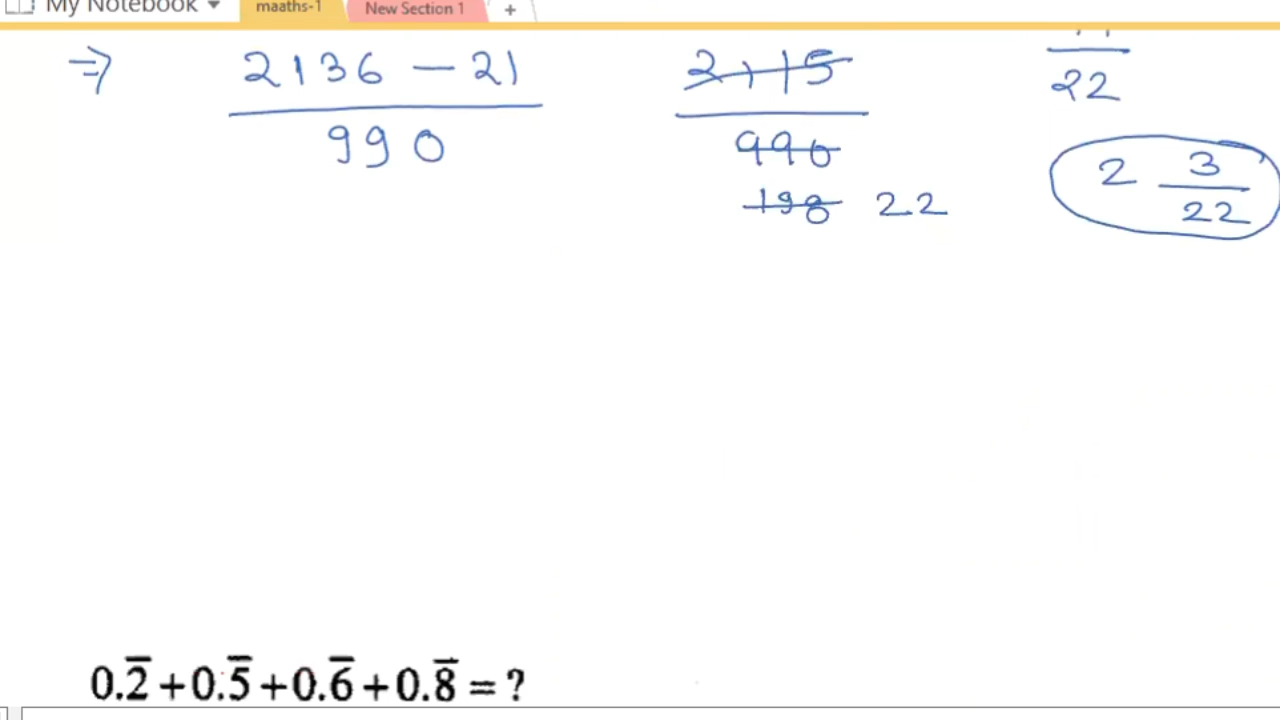 My Notebook maaths-1 New Section 1 +
⇒ 2136 − 21 / 990 2115 / 990 198 22 / 22 2 3/22
0.2̅ + 0.5̅ + 0.6̅ + 0.8̅ = ?